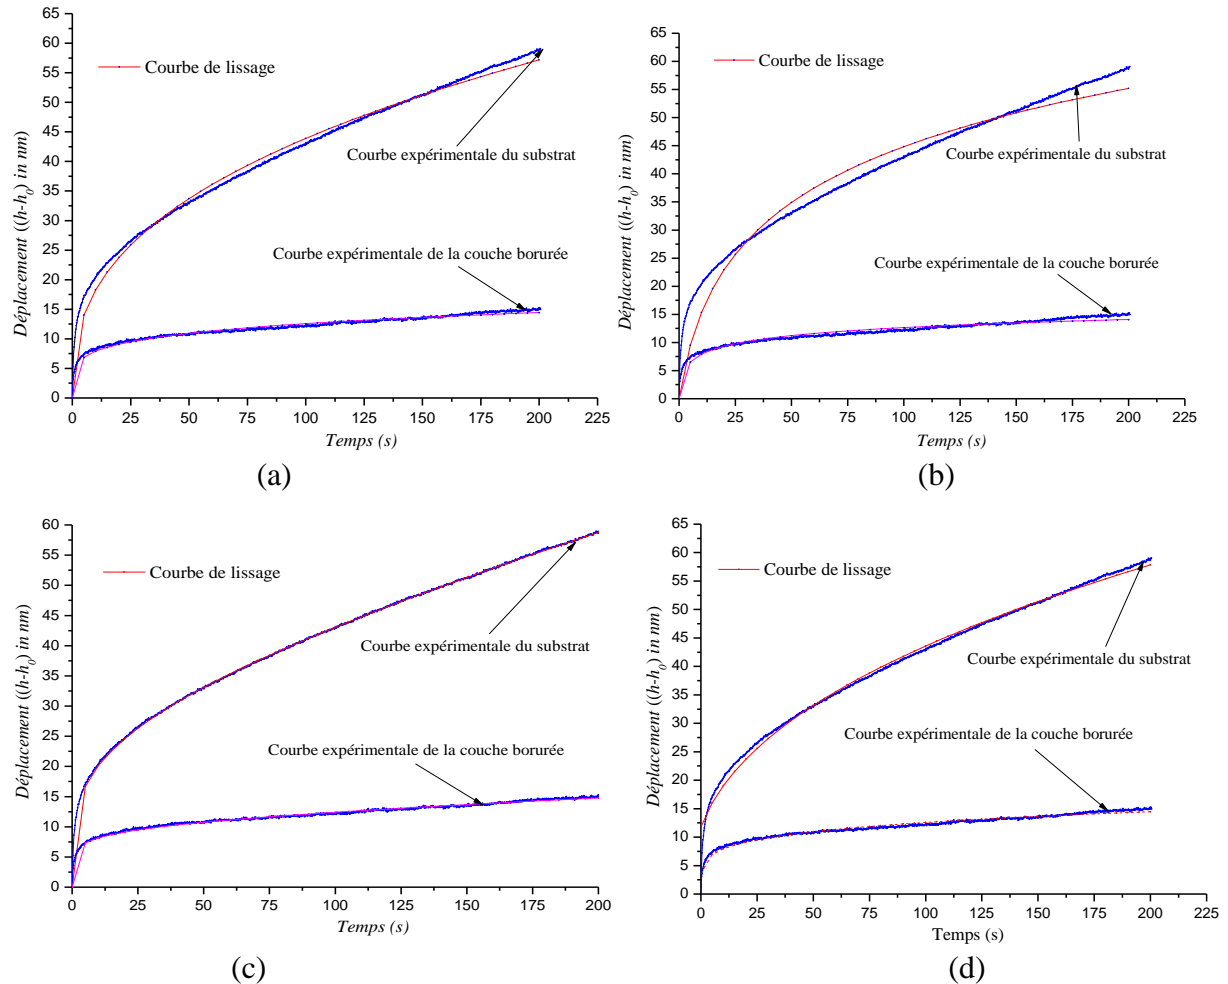 65
60
55
50
45
40
35
30
25
20
15
10
5
0
Déplacement ((h-h0) in nm)
Courbe de lissage
Courbe expérimentale du substrat
Courbe expérimentale de la couche borurée
0 25 50 75 100 125 150 175 200 225
Temps (s)
(a)
65
60
55
50
45
40
35
30
25
20
15
10
5
0
Déplacement ((h-h0) in nm)
Courbe de lissage
Courbe expérimentale du substrat
Courbe expérimentale de la couche borurée
0 25 50 75 100 125 150 175 200 225
Temps (s)
(b)
60
55
50
45
40
35
30
25
20
15
10
5
0
Déplacement ((h-h0) in nm)
Courbe de lissage
Courbe expérimentale du substrat
Courbe expérimentale de la couche borurée
0 25 50 75 100 125 150 175 200
Temps (s)
(c)
65
60
55
50
45
40
35
30
25
20
15
10
5
0
Déplacement ((h-h0) in nm)
Courbe de lissage
Courbe expérimentale du substrat
Courbe expérimentale de la couche borurée
0 25 50 75 100 125 150 175 200 225
Temps (s)
(d)